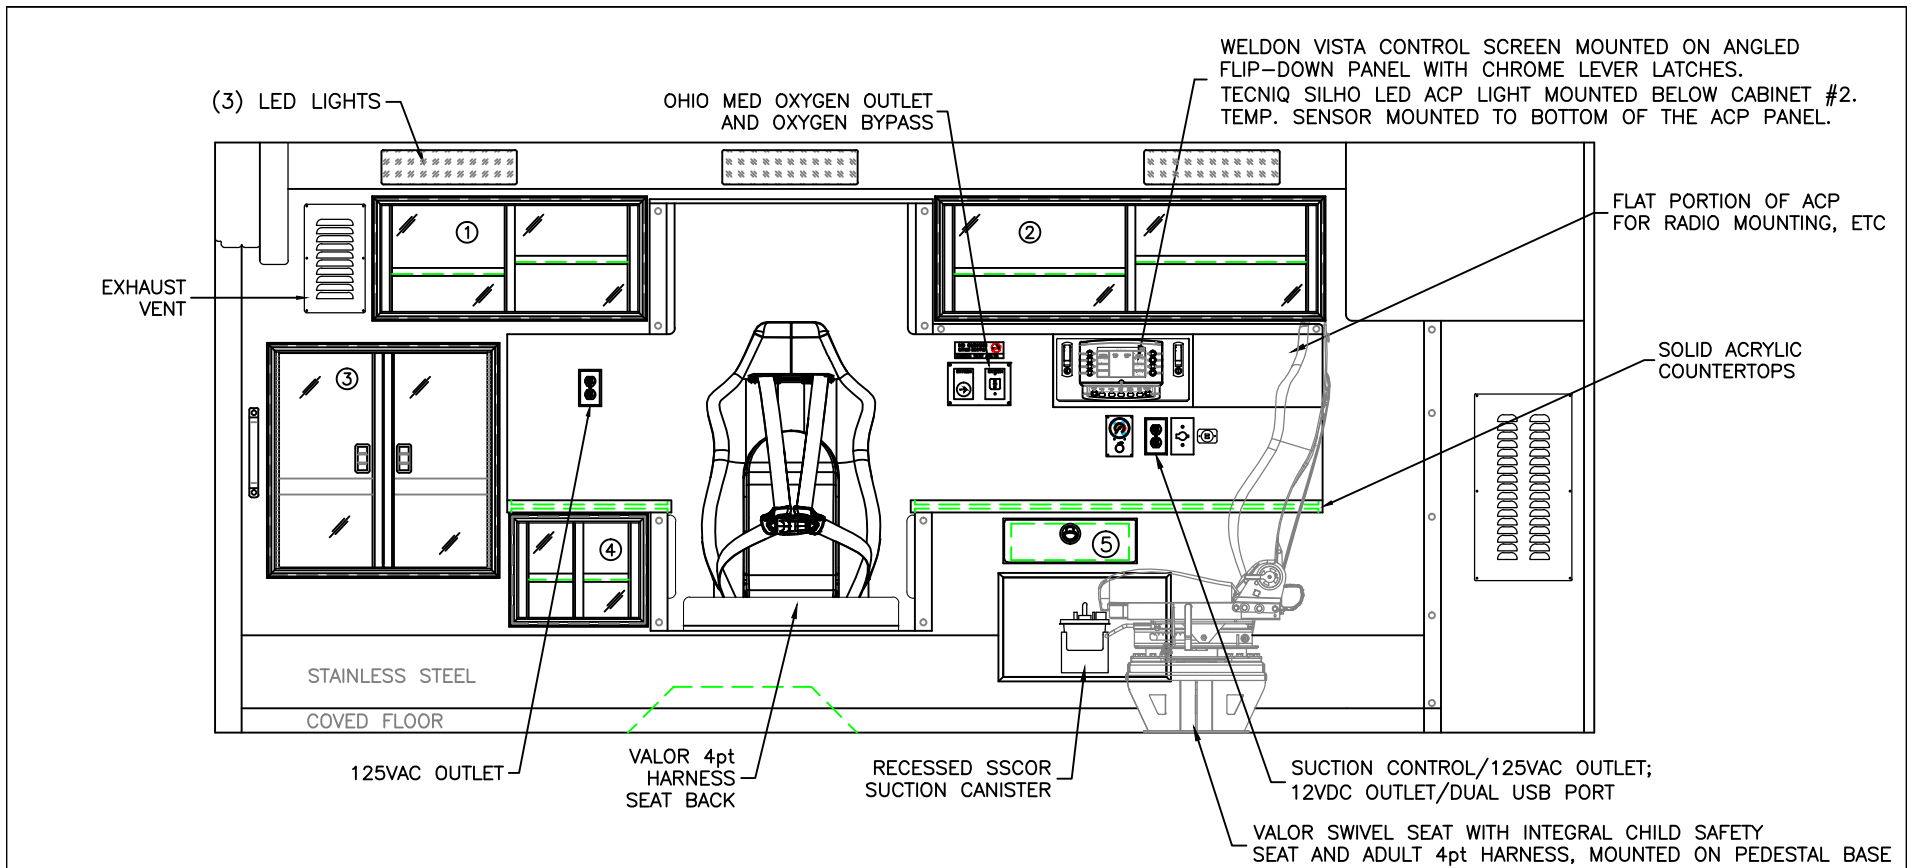 WELDON VISTA CONTROL SCREEN MOUNTED ON ANGLED
FLIP-DOWN PANEL WITH CHROME LEVER LATCHES.
TECNIQ SILHO LED ACP LIGHT MOUNTED BELOW CABINET #2.
TEMP. SENSOR MOUNTED TO BOTTOM OF THE ACP PANEL.
(3) LED LIGHTS
OHIO MED OXYGEN OUTLET
AND OXYGEN BYPASS
FLAT PORTION OF ACP
FOR RADIO MOUNTING, ETC
1
2
EXHAUST
VENT
SOLID ACRYLIC
COUNTERTOPS
3
4
5
STAINLESS STEEL
COVED FLOOR
125VAC OUTLET
VALOR 4pt
HARNESS
SEAT BACK
RECESSED SSCOR
SUCTION CANISTER
SUCTION CONTROL/125VAC OUTLET;
12VDC OUTLET/DUAL USB PORT
VALOR SWIVEL SEAT WITH INTEGRAL CHILD SAFETY
SEAT AND ADULT 4pt HARNESS, MOUNTED ON PEDESTAL BASE